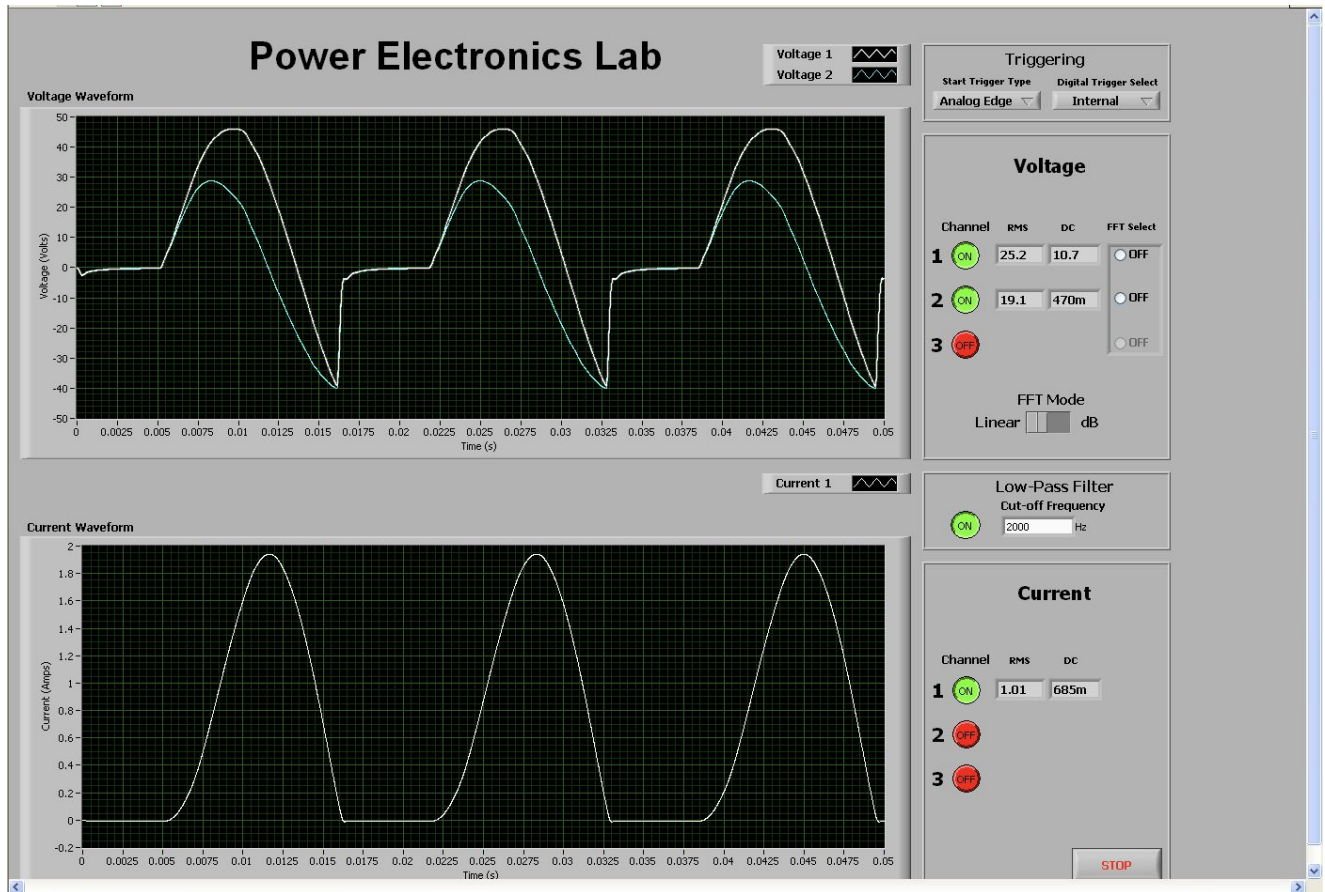 Power Electronics Lab
Voltage 1
Voltage 2
Voltage Waveform
50
40
30
20
10
0
-10
-20
-30
-40
-50
Voltage (Volts)
0 0.0025 0.005 0.0075 0.01 0.0125 0.015 0.0175 0.02 0.0225 0.025 0.0275 0.03 0.0325 0.035 0.0375 0.04 0.0425 0.045 0.0475 0.05
Time (s)
Current 1
Current Waveform
2
1.8
1.6
1.4
1.2
1
0.8
0.6
0.4
0.2
0
-0.2
Current (Amps)
0 0.0025 0.005 0.0075 0.01 0.0125 0.015 0.0175 0.02 0.0225 0.025 0.0275 0.03 0.0325 0.035 0.0375 0.04 0.0425 0.045 0.0475 0.05
Time (s)
Triggering
Start Trigger Type Digital Trigger Select
Analog Edge Internal
Voltage
Channel RMS DC FFT Select
1 ON 25.2 10.7 OFF
2 ON 19.1 470m OFF
3 OFF OFF
FFT Mode
Linear dB
Low-Pass Filter
Cut-off Frequency
ON 2000 Hz
Current
Channel RMS DC
1 ON 1.01 685m
2 OFF
3 OFF
STOP